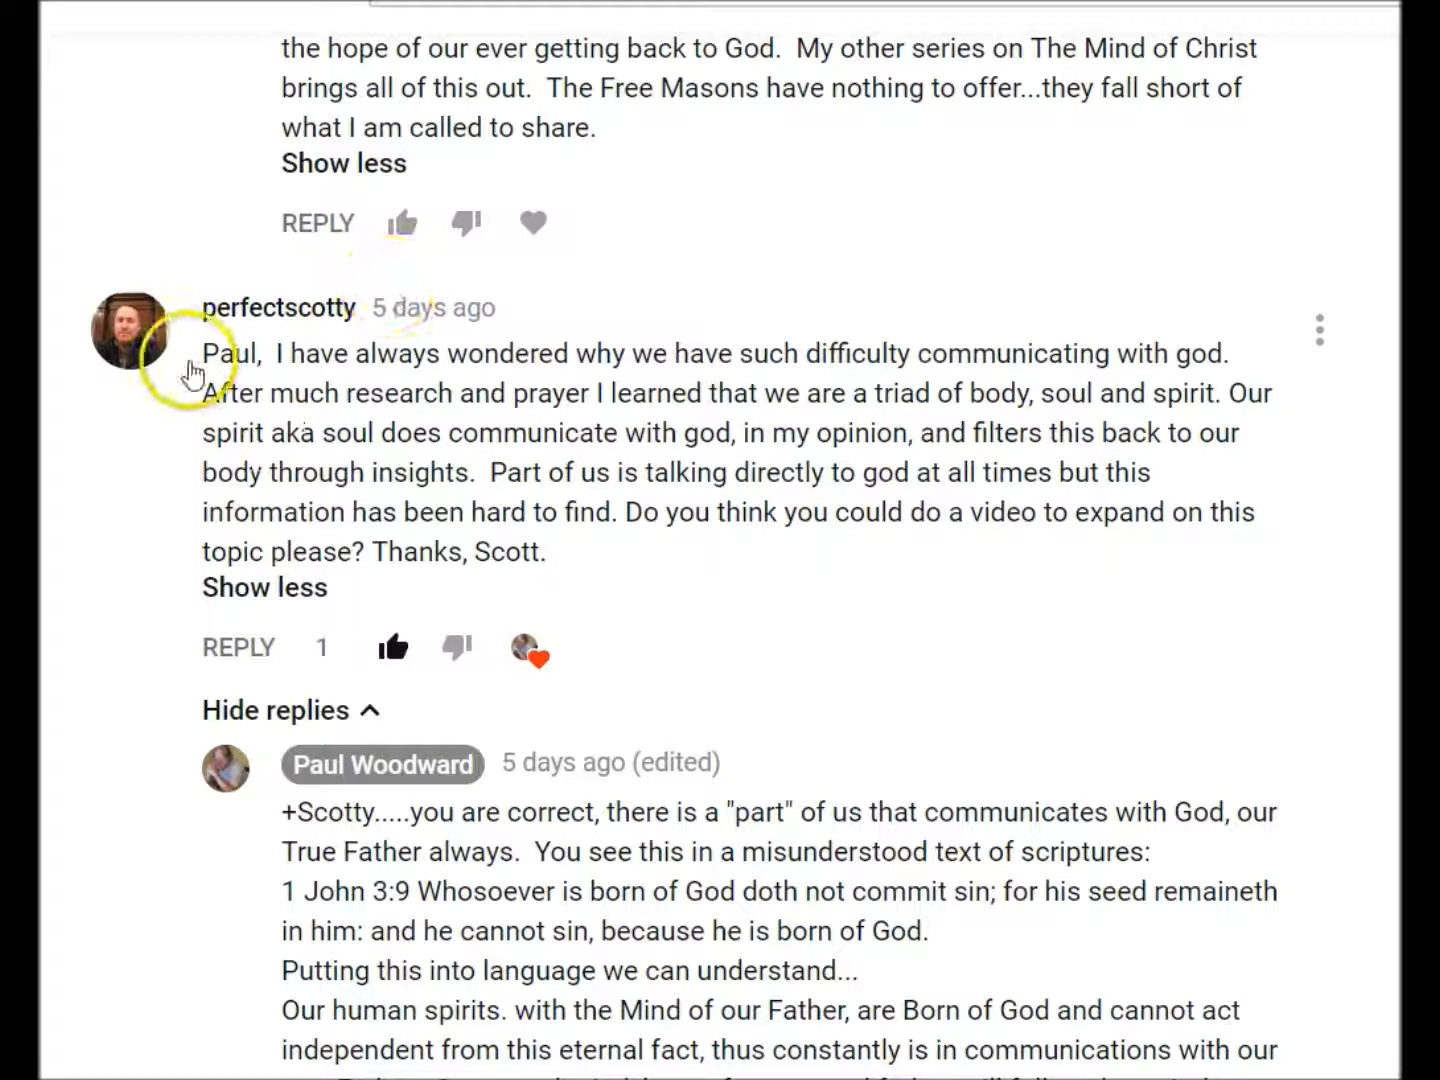 the hope of our ever getting back to God.  My other series on The Mind of Christ
brings all of this out.  The Free Masons have nothing to offer...they fall short of
what I am called to share.
Show less
REPLY
perfectscotty 5 days ago
Paul,  I have always wondered why we have such difficulty communicating with god.
After much research and prayer I learned that we are a triad of body, soul and spirit. Our
spirit aka soul does communicate with god, in my opinion, and filters this back to our
body through insights.  Part of us is talking directly to god at all times but this
information has been hard to find. Do you think you could do a video to expand on this
topic please? Thanks, Scott.
Show less
REPLY 1
Hide replies
Paul Woodward 5 days ago (edited)
+Scotty.....you are correct, there is a "part" of us that communicates with God, our
True Father always.  You see this in a misunderstood text of scriptures:
1 John 3:9 Whosoever is born of God doth not commit sin; for his seed remaineth
in him: and he cannot sin, because he is born of God.
Putting this into language we can understand...
Our human spirits. with the Mind of our Father, are Born of God and cannot act
independent from this eternal fact, thus constantly is in communications with our